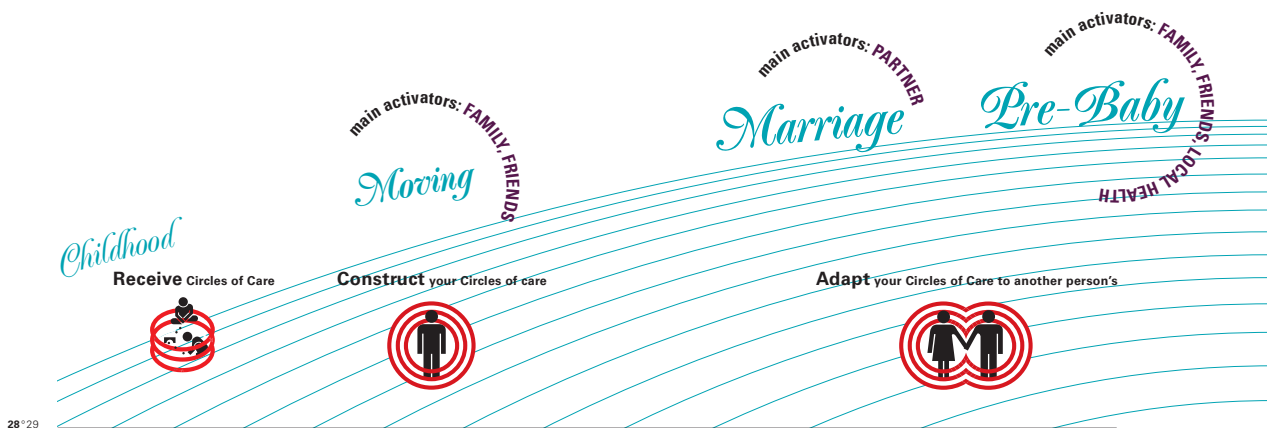 main activators: FAMILY, FRIENDS, LOCAL HEALTH
Pre-Baby
main activators: PARTNER
Marriage
main activators: FAMILY, FRIENDS
Moving
Childhood
Receive Circles of Care
Construct your Circles of care
Adapt your Circles of Care to another person's
28°29